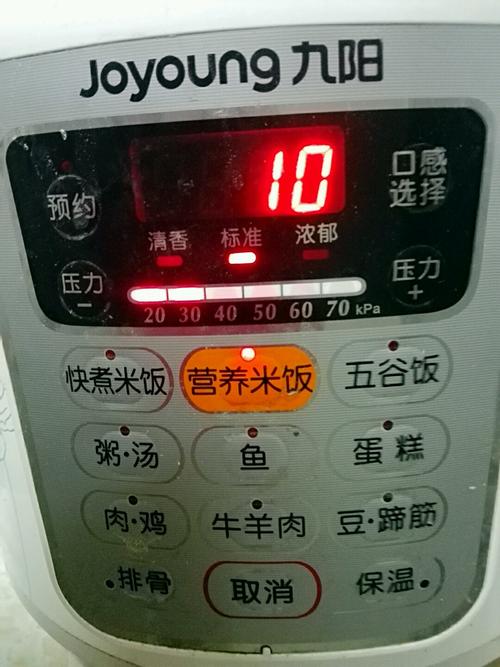 Joyoung 九阳
10
预约
口感
选择
清香 标准 浓郁
压力
－
压力
+
20 30 40 50 60 70 kPa
快煮米饭 营养米饭 五谷饭
粥·汤 鱼 蛋糕
肉·鸡 牛羊肉 豆·蹄筋
排骨 取消 保温